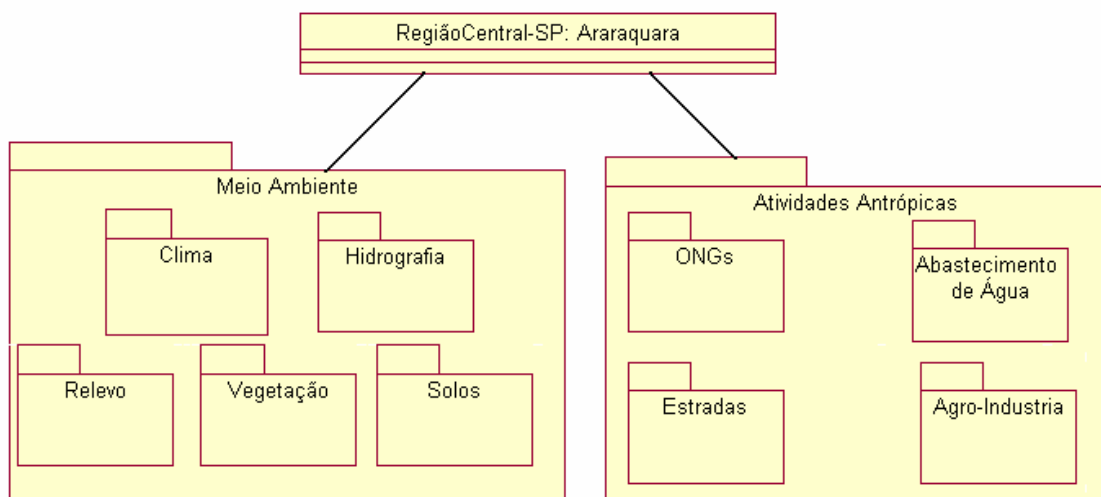 RegiãoCentral-SP: Araraquara
Meio Ambiente
Clima
Hidrografia
Relevo
Vegetação
Solos
Atividades Antrópicas
ONGs
Abastecimento
de Água
Estradas
Agro-Industria